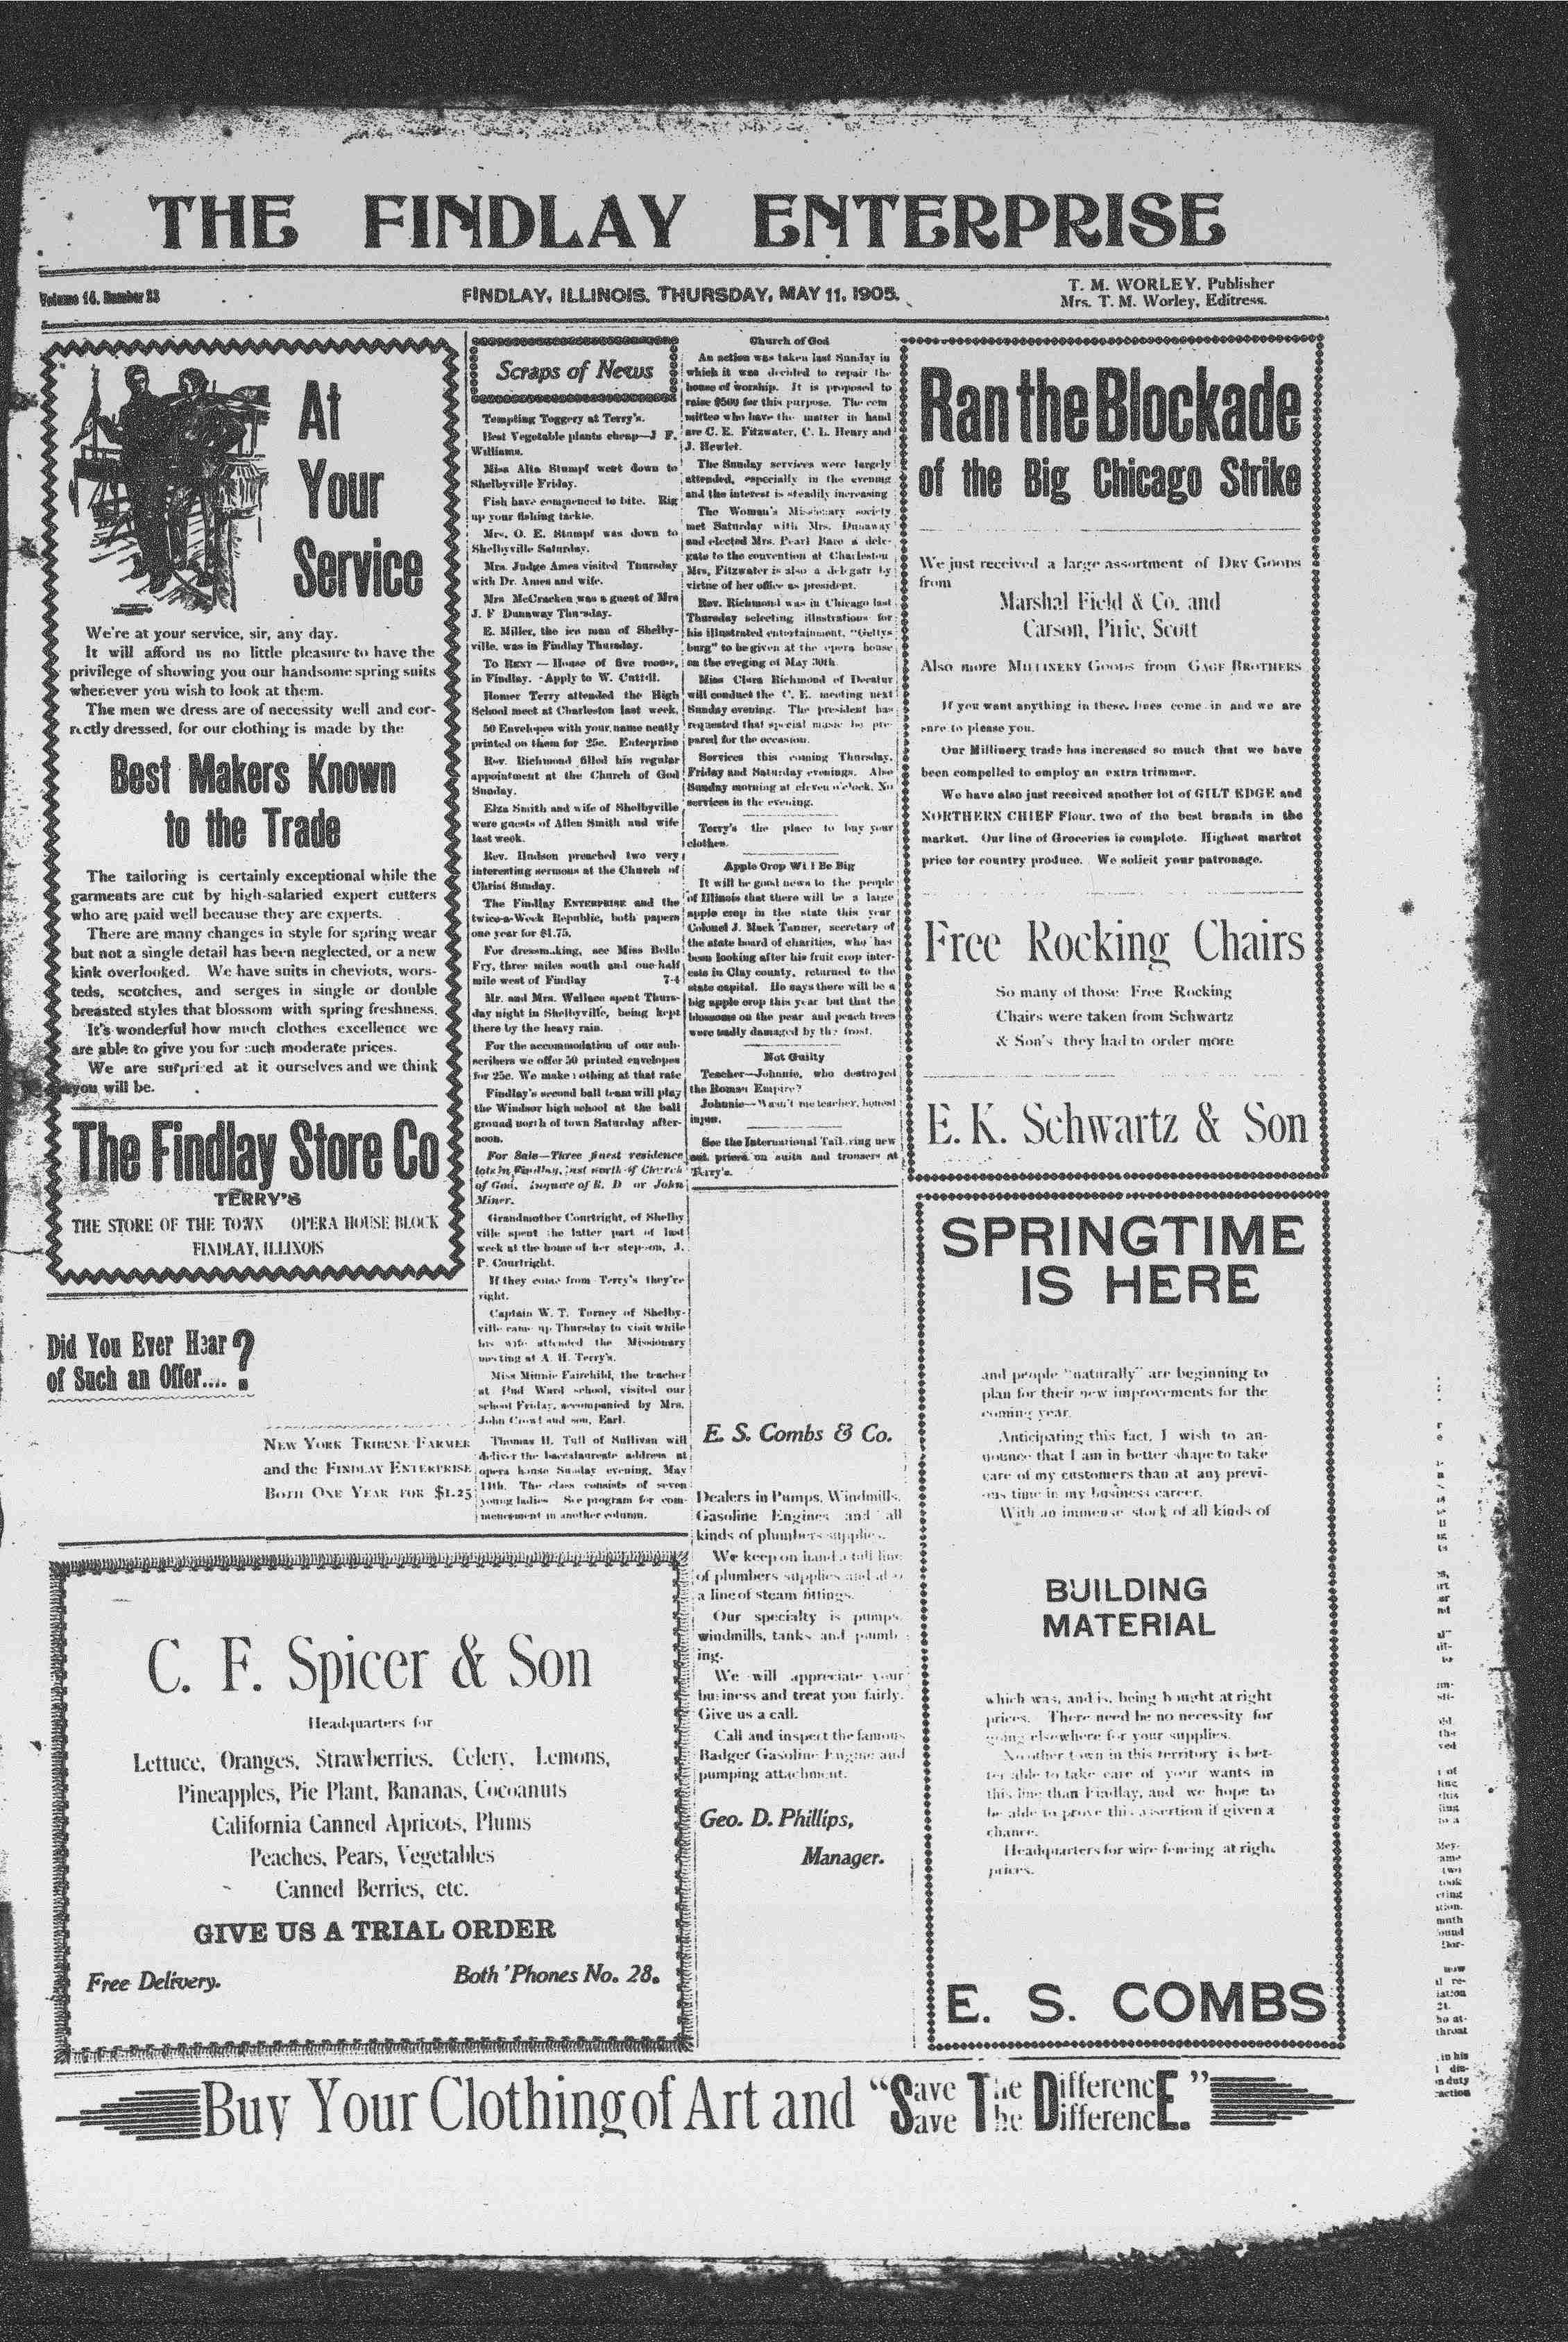 THE FINDLAY ENTERPRISE
Volume 14, Number 33
FINDLAY, ILLINOIS. THURSDAY, MAY 11, 1905.
T. M. WORLEY, Publisher
Mrs. T. M. Worley, Editress.
At
Your
Service
We're at your service, sir, any day.
It will afford us no little pleasure to have the
privilege of showing you our handsome spring suits
whenever you wish to look at them.
The men we dress are of necessity well and cor-
rectly dressed, for our clothing is made by the
Best Makers Known
to the Trade
The tailoring is certainly exceptional while the
garments are cut by high-salaried expert cutters
who are paid well because they are experts.
There are many changes in style for spring wear
but not a single detail has been neglected, or a new
kink overlooked. We have suits in cheviots, wors-
teds, scotches, and serges in single or double
breasted styles that blossom with spring freshness.
It's wonderful how much clothes excellence we
are able to give you for such moderate prices.
We are surprised at it ourselves and we think
you will be.
The Findlay Store Co
TERRY'S
THE STORE OF THE TOWN OPERA HOUSE BLOCK
FINDLAY, ILLINOIS
Did You Ever Hear
of Such an Offer....?
NEW YORK TRIBUNE FARMER
and the FINDLAY ENTERPRISE
BOTH ONE YEAR FOR $1.25
C. F. Spicer & Son
Headquarters for
Lettuce, Oranges, Strawberries, Celery, Lemons,
Pineapples, Pie Plant, Bananas, Cocoanuts
California Canned Apricots, Plums
Peaches, Pears, Vegetables
Canned Berries, etc.
GIVE US A TRIAL ORDER
Free Delivery.
Both 'Phones No. 28.
Scraps of News
Tempting Toggery at Terry's.
Best Vegetable plants cheap—J F.
Williams.
Miss Alta Stumpf went down to
Shelbyville Friday.
Fish have commenced to bite. Rig
up your fishing tackle.
Mrs. O. E. Stumpf was down to
Shelbyville Saturday.
Mrs. Judge Ames visited Thursday
with Dr. Ames and wife.
Mrs McCracken was a guest of Mrs
J. F Dunaway Thursday.
E. Miller, the ice man of Shelby-
ville, was in Findlay Thursday.
To RENT — House of five rooms,
in Findlay. -Apply to W. Cuttill.
Homer Terry attended the High
School meet at Charleston last week.
50 Envelopes with your name neatly
printed on them for 25c. Enterprise
Rev. Richmond filled his regular
appointment at the Church of God
Sunday.
Elza Smith and wife of Shelbyville
were guests of Allen Smith and wife
last week.
Rev. Hudson preached two very
interesting sermons at the Church of
Christ Sunday.
The Findlay ENTERPRISE and the
twice-a-Week Republic, both papers
one year for $1.75.
For dressmaking, see Miss Belle
Fry, three miles south and one-half
mile west of Findlay 7-4
Mr. and Mrs. Wallace spent Thurs-
day night in Shelbyville, being kept
there by the heavy rain.
For the accommodation of our sub-
scribers we offer 50 printed envelopes
for 25c. We make nothing at that rate
Findlay's second ball team will play
the Windsor high school at the ball
ground north of town Saturday after-
noon.
For Sale—Three finest residence
lots in Findlay, just north of Church
of God. Inquire of R. D or John
Miner.
Grandmother Courtright, of Shelby
ville spent the latter part of last
week at the home of her step-son, J.
P. Courtright.
If they come from Terry's they're
right.
Captain W. T. Torney of Shelby-
ville came up Thursday to visit while
his wife attended the Missionary
meeting at A. H. Terry's.
Miss Minnie Fairchild, the teacher
at Pud Ward school, visited our
school Friday, accompanied by Mrs.
John and son, Earl.
Thomas H. Tull of Sullivan will
deliver the baccalaureate address at
opera house Sunday evening, May
14th. The class consists of seven
young ladies See program for com-
mencement in another column.
Church of God
An action was taken last Sunday in
which it was decided to repair the
house of worship. It is proposed to
raise $500 for this purpose. The com
mittee who have the matter in hand
are C. E. Fitzwater, C. L. Henry and
J. Hewlet.
The Sunday services were largely
attended, especially in the evening
and the interest is steadily increasing
The Woman's Missionary society
met Saturday with Mrs. Dunaway
and elected Mrs. Pearl Bare a dele-
gate to the convention at Charleston
Mrs. Fitzwater is also a delegate by
virtue of her office as president.
Rev. Richmond was in Chicago last
Thursday selecting illustrations for
his illustrated entertainment, "Gettys
burg" to be given at the opera house
on the eveging of May 30th.
Miss Clara Richmond of Decatur
will conduct the C. E. meeting next
Sunday evening. The president has
requested that special music be pre-
pared for the occasion.
Services this coming Thursday,
Friday and Saturday evenings. Also
Sunday morning at eleven o'clock. No
services in the evening.
Terry's the place to buy your
clothes.
Apple Crop Will Be Big
It will be good news to the people
of Illinois that there will be a large
apple crop in the state this year
Colonel J. Mack Tanner, secretary of
the state board of charities, who has
been looking after his fruit crop inter-
ests in Clay county, returned to the
state capital. He says there will be a
big apple crop this year but that the
blossoms on the pear and peach trees
were badly damaged by the frost.
Not Guilty
Teacher—Johnnie, who destroyed
the Roman Empire?
Johnnie—Wasn't me teacher, honest
injun.
See the International Tailoring new
cut prices on suits and trousers at
Terry's.
E. S. Combs & Co.
Dealers in Pumps, Windmills,
Gasoline Engines and all
kinds of plumbers supplies.
We keep on hand a full line
of plumbers supplies and also
a line of steam fittings.
Our specialty is pumps,
windmills, tanks and plumb
ing.
We will appreciate your
business and treat you fairly.
Give us a call.
Call and inspect the famous
Badger Gasoline Engine and
pumping attachment.
Geo. D. Phillips,
Manager.
Ran the Blockade
of the Big Chicago Strike
We just received a large assortment of DRY GOODS
from
Marshal Field & Co. and
Carson, Pirie, Scott
Also more MILLINERY GOODS from GAGE BROTHERS
If you want anything in these lines come in and we are
sure to please you.
Our Millinery trade has increased so much that we have
been compelled to employ an extra trimmer.
We have also just received another lot of GILT EDGE and
NORTHERN CHIEF Flour, two of the best brands in the
market. Our line of Groceries is complete. Highest market
price for country produce. We solicit your patronage.
Free Rocking Chairs
So many of those Free Rocking
Chairs were taken from Schwartz
& Son's they had to order more
E. K. Schwartz & Son
SPRINGTIME
IS HERE
and people "naturally" are beginning to
plan for their new improvements for the
coming year.
Anticipating this fact, I wish to an-
nounce that I am in better shape to take
care of my customers than at any previ-
ous time in my business career.
With an immense stock of all kinds of
BUILDING
MATERIAL
which was, and is, being bought at right
prices. There need be no necessity for
going elsewhere for your supplies.
No other town in this territory is bet-
ter able to take care of your wants in
this line than Findlay, and we hope to
be able to prove this assertion if given a
chance.
Headquarters for wire fencing at right
prices.
E. S. COMBS
Buy Your Clothing of Art and "Save The Difference
Save The Difference."